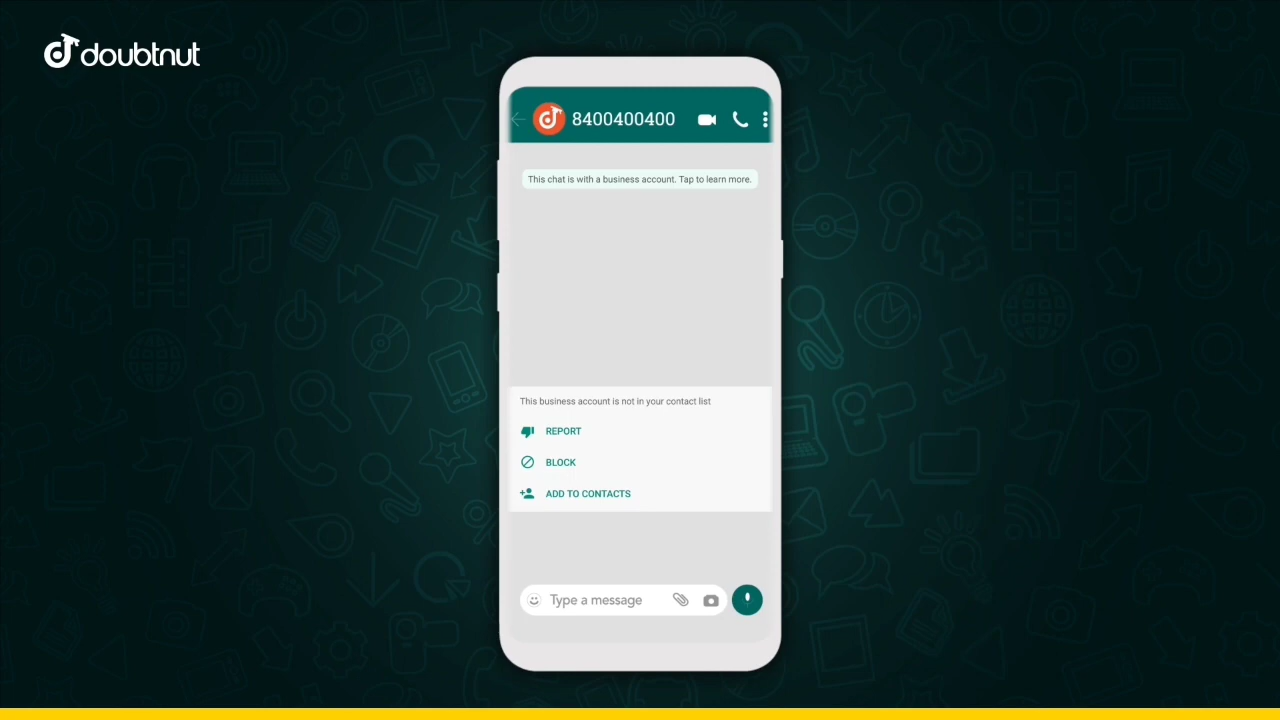 doubtnut
8400400400
This chat is with a business account. Tap to learn more.
This business account is not in your contact list
REPORT
BLOCK
ADD TO CONTACTS
Type a message